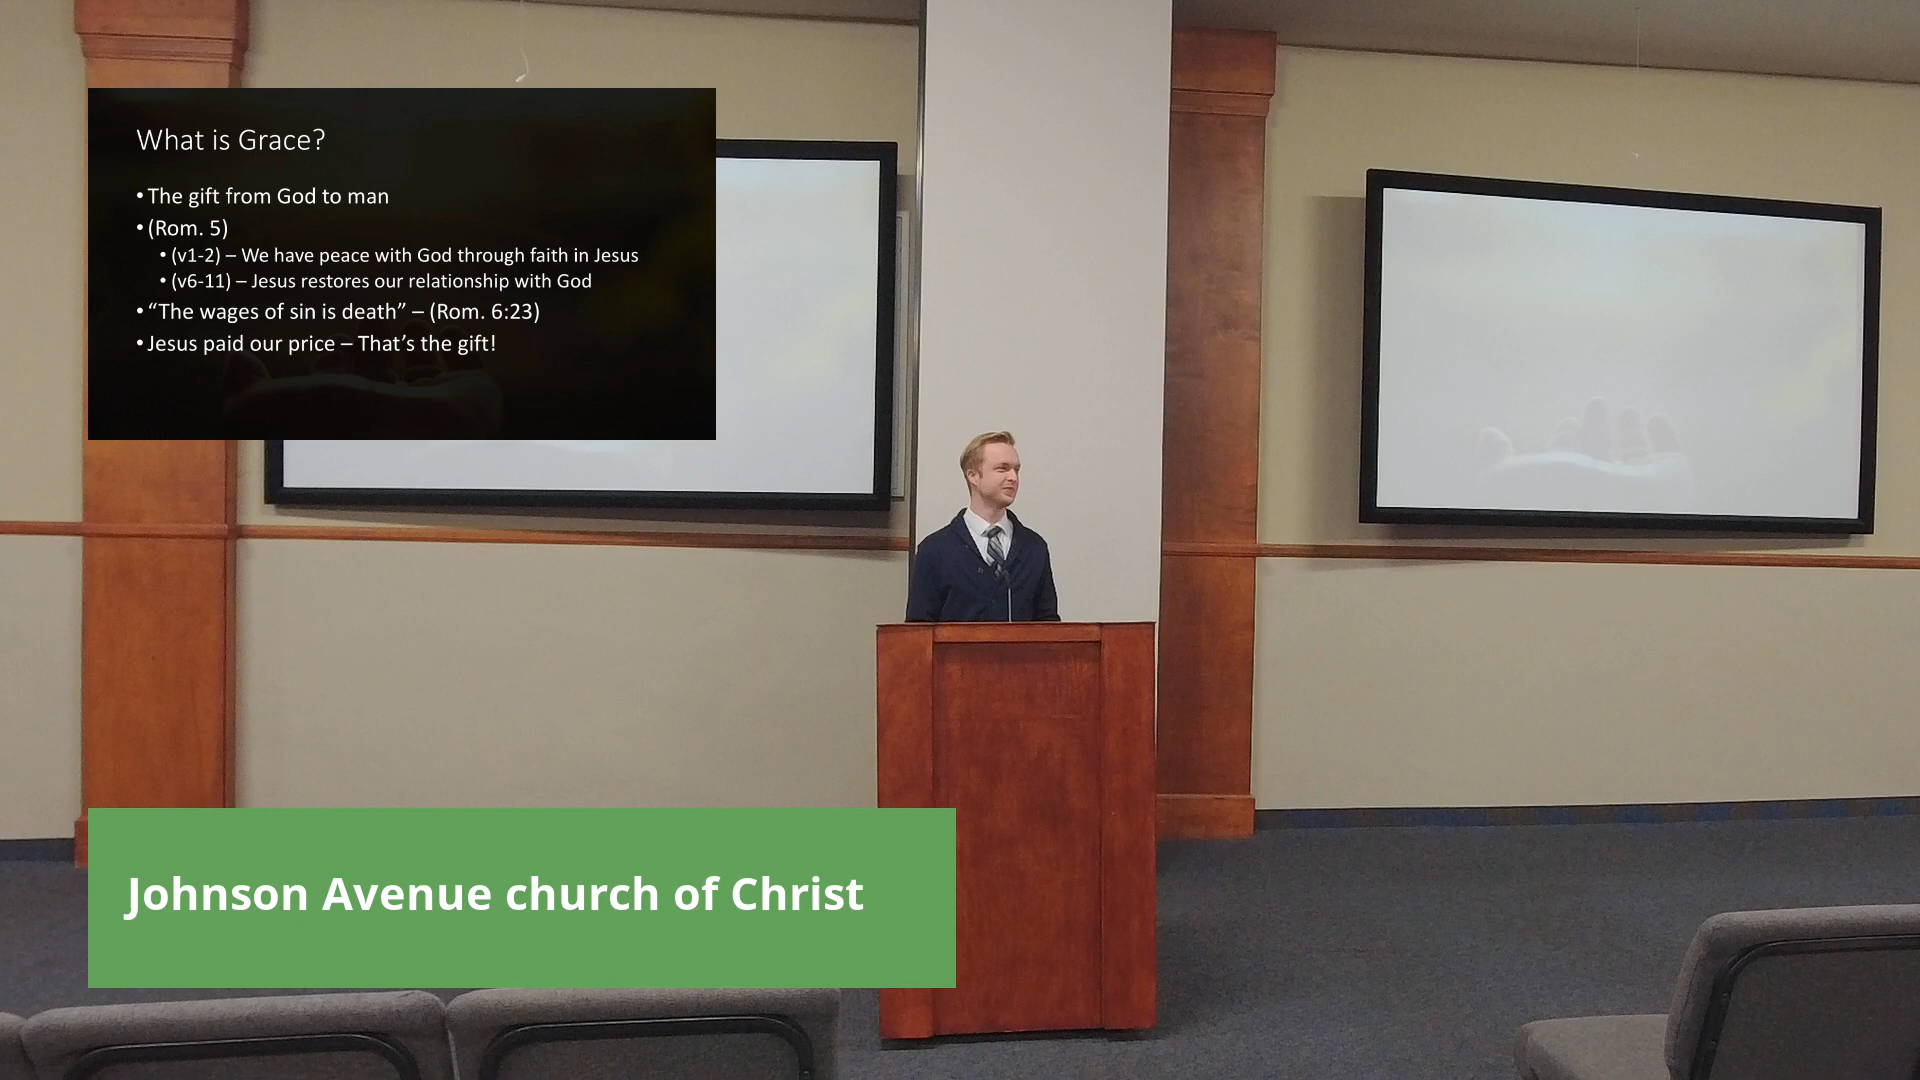 What is Grace?
• The gift from God to man
• (Rom. 5)
• (v1-2) – We have peace with God through faith in Jesus
• (v6-11) – Jesus restores our relationship with God
• “The wages of sin is death” – (Rom. 6:23)
• Jesus paid our price – That’s the gift!
Johnson Avenue church of Christ